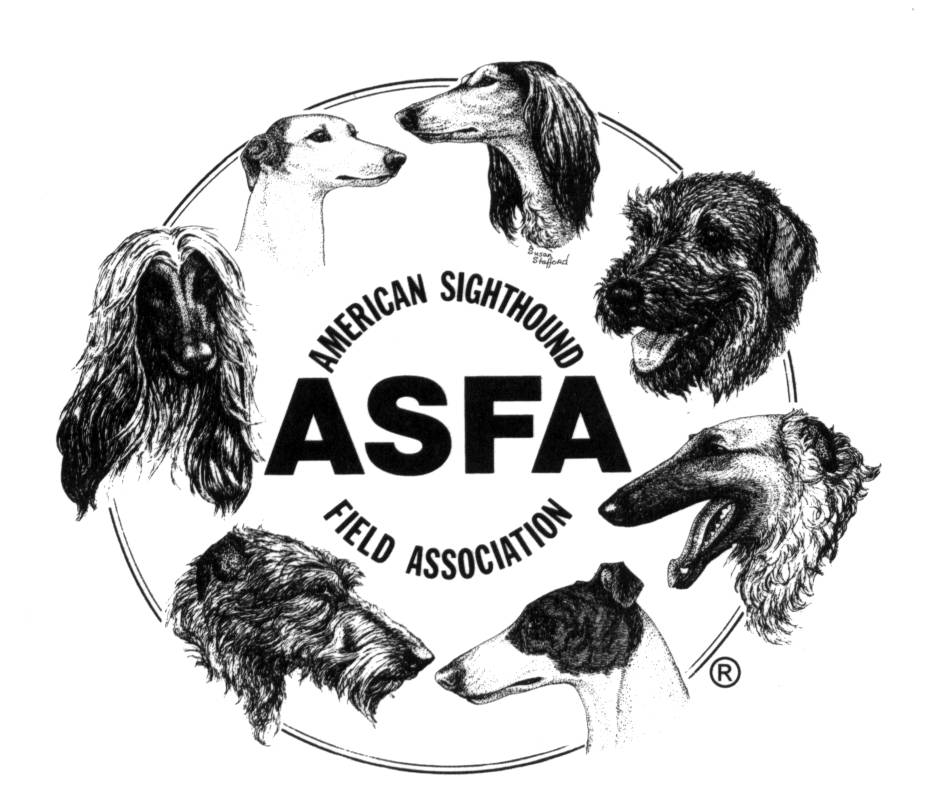 Susan
Stafford
AMERICAN SIGHTHOUND
ASFA
FIELD ASSOCIATION
®